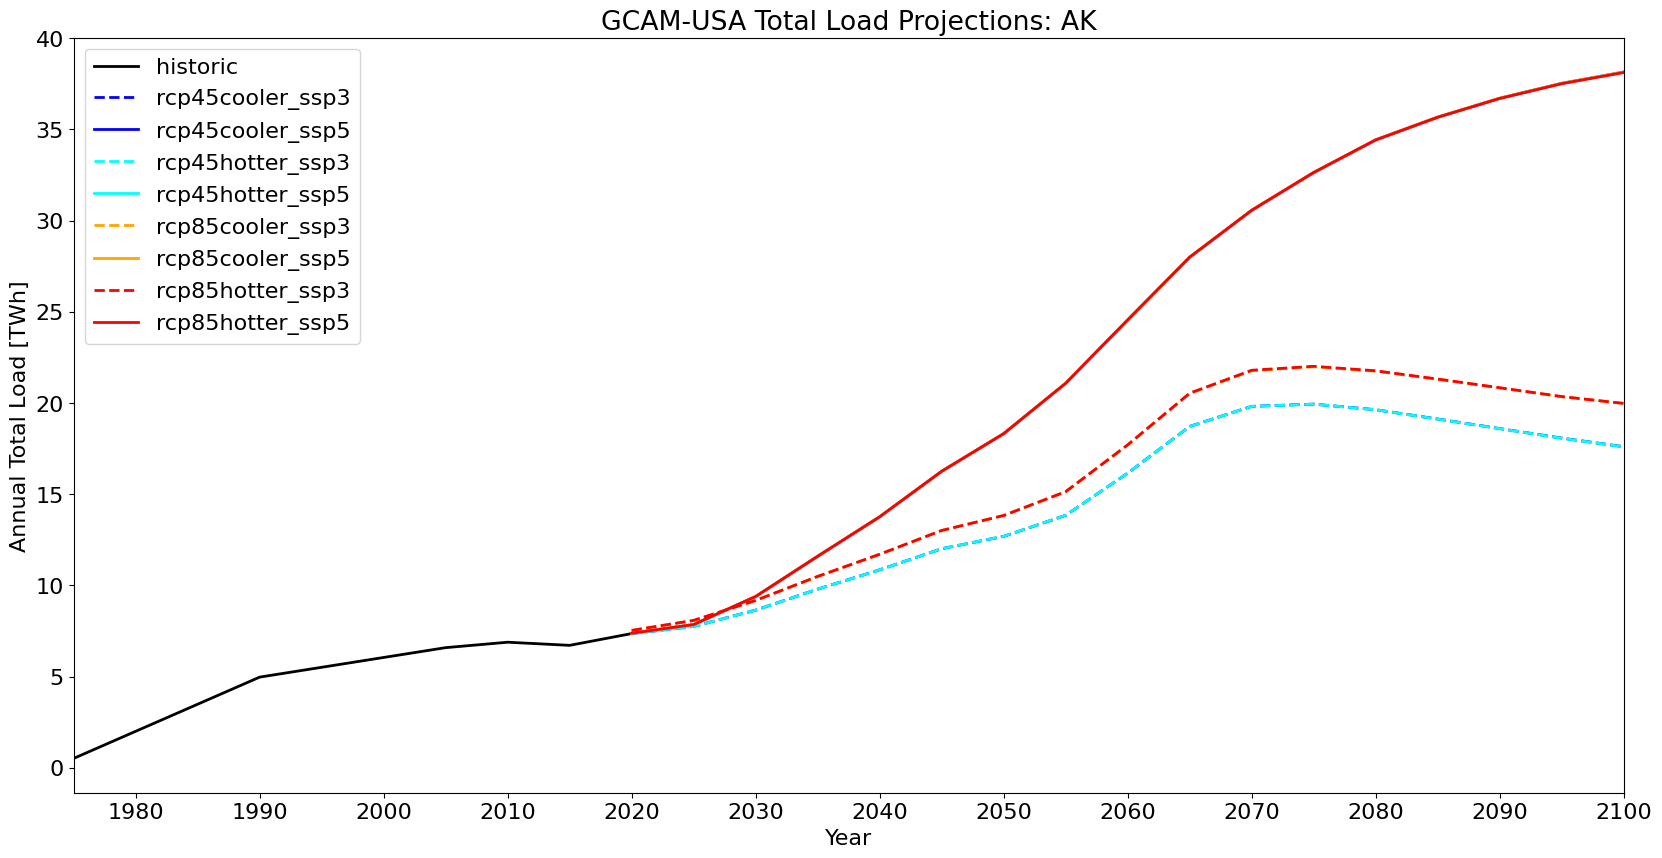 GCAM-USA Total Load Projections: AK
Annual Total Load [TWh]
40
35
30
25
20
15
10
5
0
historic
rcp45cooler_ssp3
rcp45cooler_ssp5
rcp45hotter_ssp3
rcp45hotter_ssp5
rcp85cooler_ssp3
rcp85cooler_ssp5
rcp85hotter_ssp3
rcp85hotter_ssp5
1980 1990 2000 2010 2020 2030 2040 2050 2060 2070 2080 2090 2100
Year